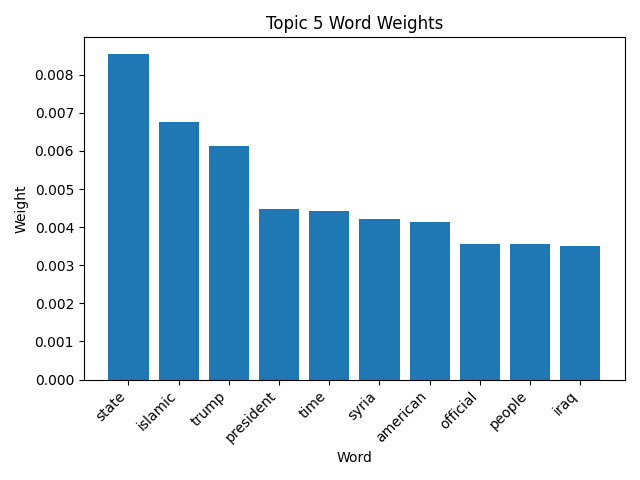 Topic 5 Word Weights
Weight
0.008
0.007
0.006
0.005
0.004
0.003
0.002
0.001
0.000
state
islamic
trump
president
time
syria
american
official
people
iraq
Word